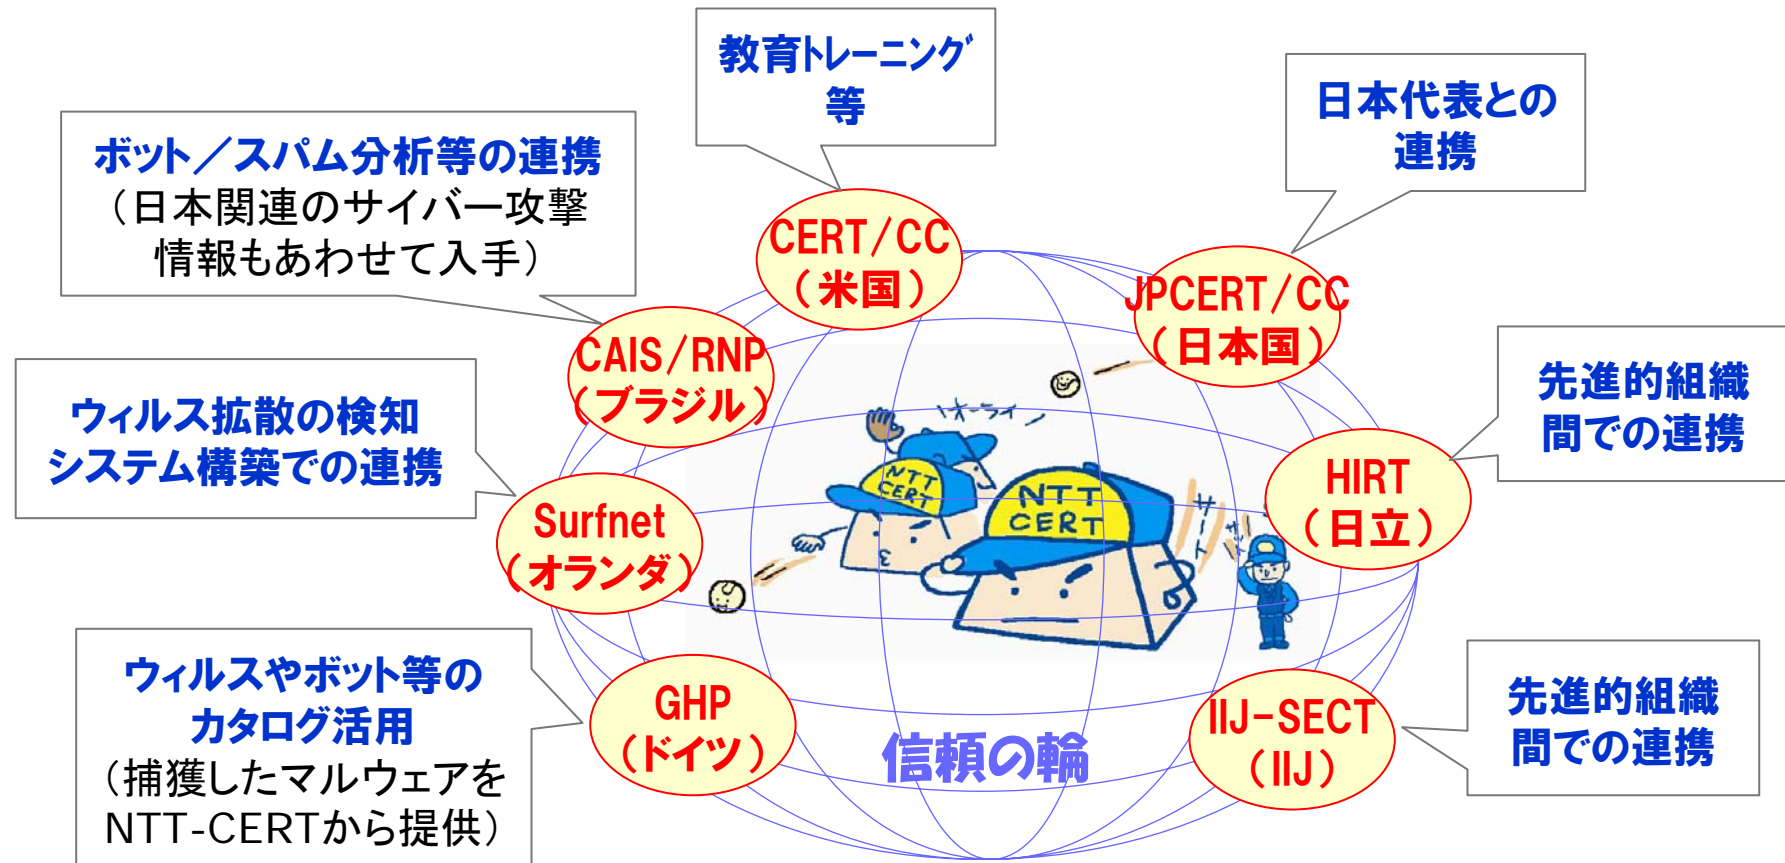 教育トレーニング
等
日本代表との
連携
ボット／スパム分析等の連携
（日本関連のサイバー攻撃
情報もあわせて入手）
CERT/CC
（米国）
JPCERT/CC
（日本国）
CAIS/RNP
（ブラジル）
先進的組織
間での連携
ウィルス拡散の検知
システム構築での連携
オーライ
NTT
CERT
NTT
CERT
サート
HIRT
（日立）
Surfnet
（オランダ）
ウィルスやボット等の
カタログ活用
（捕獲したマルウェアを
NTT-CERTから提供）
GHP
（ドイツ）
信頼の輪
IIJ-SECT
（IIJ）
先進的組織
間での連携